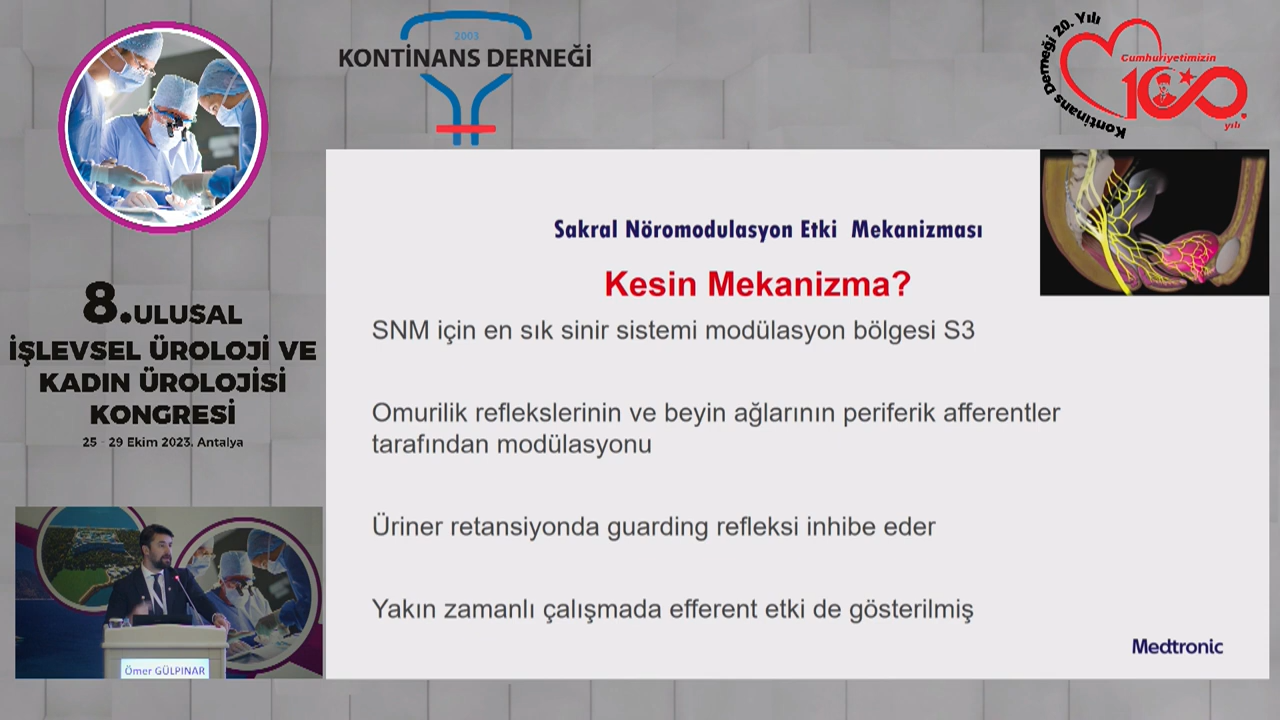 2003
KONTİNANS DERNEĞİ
Kontinans Derneği 20. Yılı
Cumhuriyetimizin
100.
yılı
8.ULUSAL
İŞLEVSEL ÜROLOJİ VE
KADIN ÜROLOJİSİ
KONGRESİ
25 - 29 Ekim 2023, Antalya
Ömer GÜLPINAR
Sakral Nöromodulasyon Etki Mekanizması
Kesin Mekanizma?
SNM için en sık sinir sistemi modülasyon bölgesi S3
Omurilik reflekslerinin ve beyin ağlarının periferik afferentler
tarafından modülasyonu
Üriner retansiyonda guarding refleksi inhibe eder
Yakın zamanlı çalışmada efferent etki de gösterilmiş
Medtronic